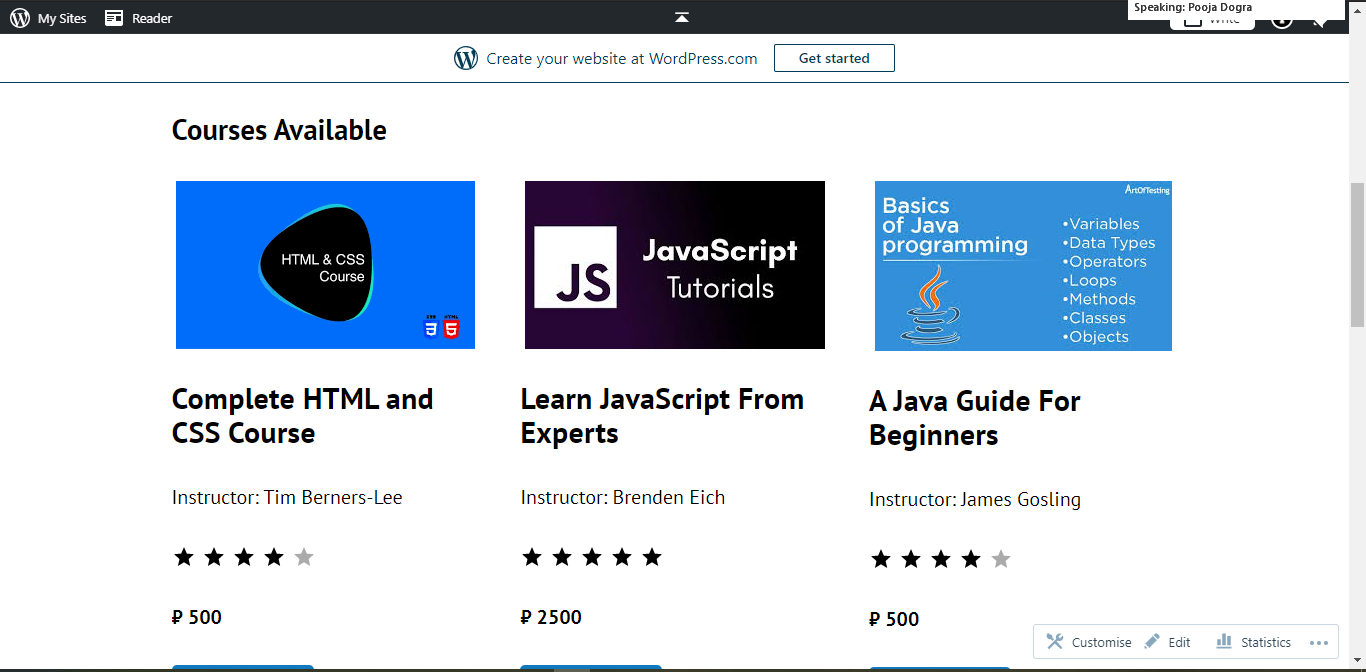 My Sites
Reader
Speaking: Pooja Dogra
Create your website at WordPress.com
Get started
Courses Available
HTML & CSS
Course
CSS HTML
JS
JavaScript
Tutorials
ArtOfTesting
Basics
of Java
programming
•Variables
•Data Types
•Operators
•Loops
•Methods
•Classes
•Objects
Complete HTML and
CSS Course
Learn JavaScript From
Experts
A Java Guide For
Beginners
Instructor: Tim Berners-Lee
Instructor: Brenden Eich
Instructor: James Gosling
₽ 500
₽ 2500
₽ 500
Customise
Edit
Statistics